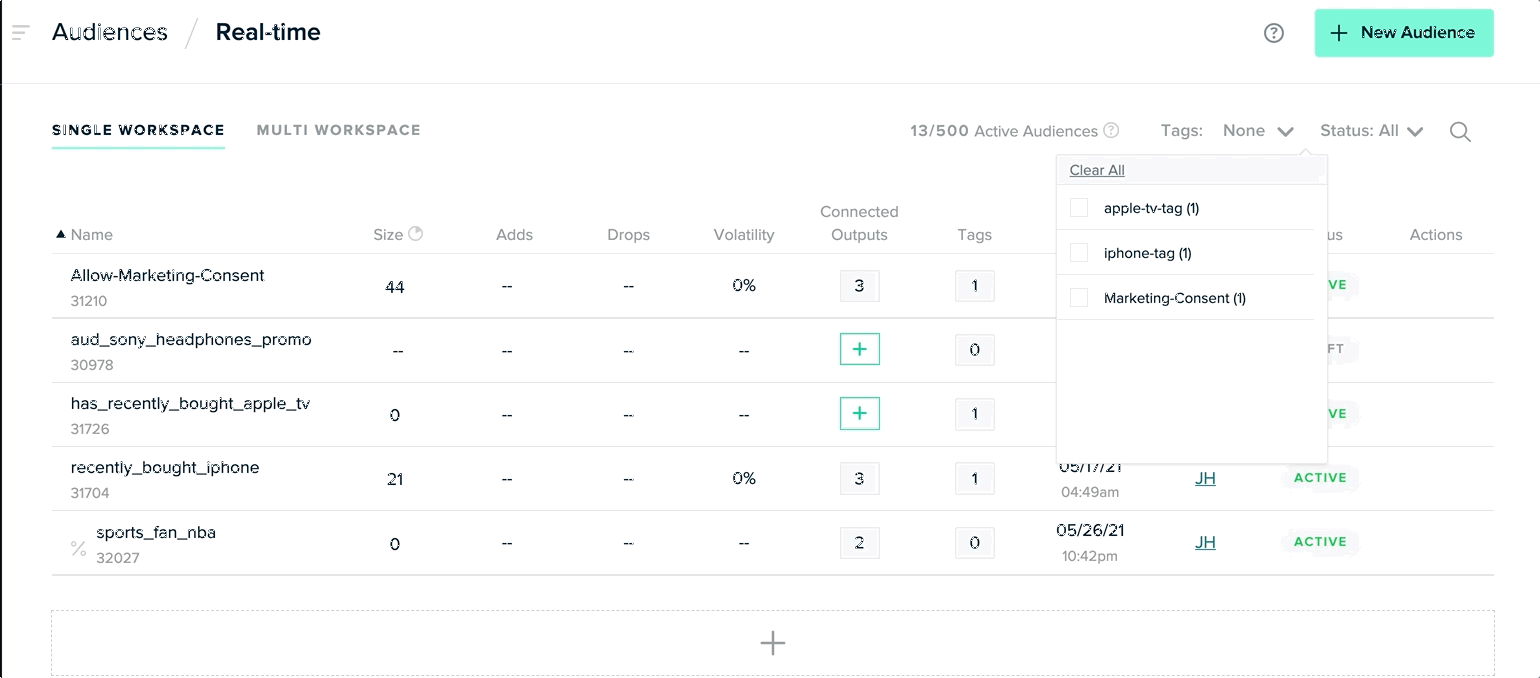 Audiences / Real-time
? + New Audience
SINGLE WORKSPACE MULTI WORKSPACE 13/500 Active Audiences ? Tags: None Status: All
Clear All
apple-tv-tag (1)
iphone-tag (1)
Marketing-Consent (1)
▲ Name Size Adds Drops Volatility Connected Outputs Tags us Actions
Allow-Marketing-Consent 44 -- -- 0% 3 1 VE
31210
aud_sony_headphones_promo -- -- -- -- + 0 FT
30978
has_recently_bought_apple_tv 0 -- -- -- + 1 VE
31726
recently_bought_iphone 21 -- -- 0% 3 1 05/17/21 JH ACTIVE
31704 04:49am
% sports_fan_nba 0 -- -- -- 2 0 05/26/21 JH ACTIVE
32027 10:42pm
+